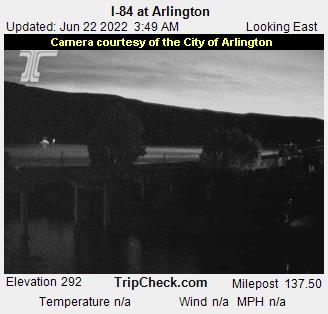 I-84 at Arlington
Updated: Jun 22 2022 3:49 AM Looking East
Camera courtesy of the City of Arlington
Elevation 292 TripCheck.com Milepost 137.50
Temperature n/a Wind n/a MPH n/a